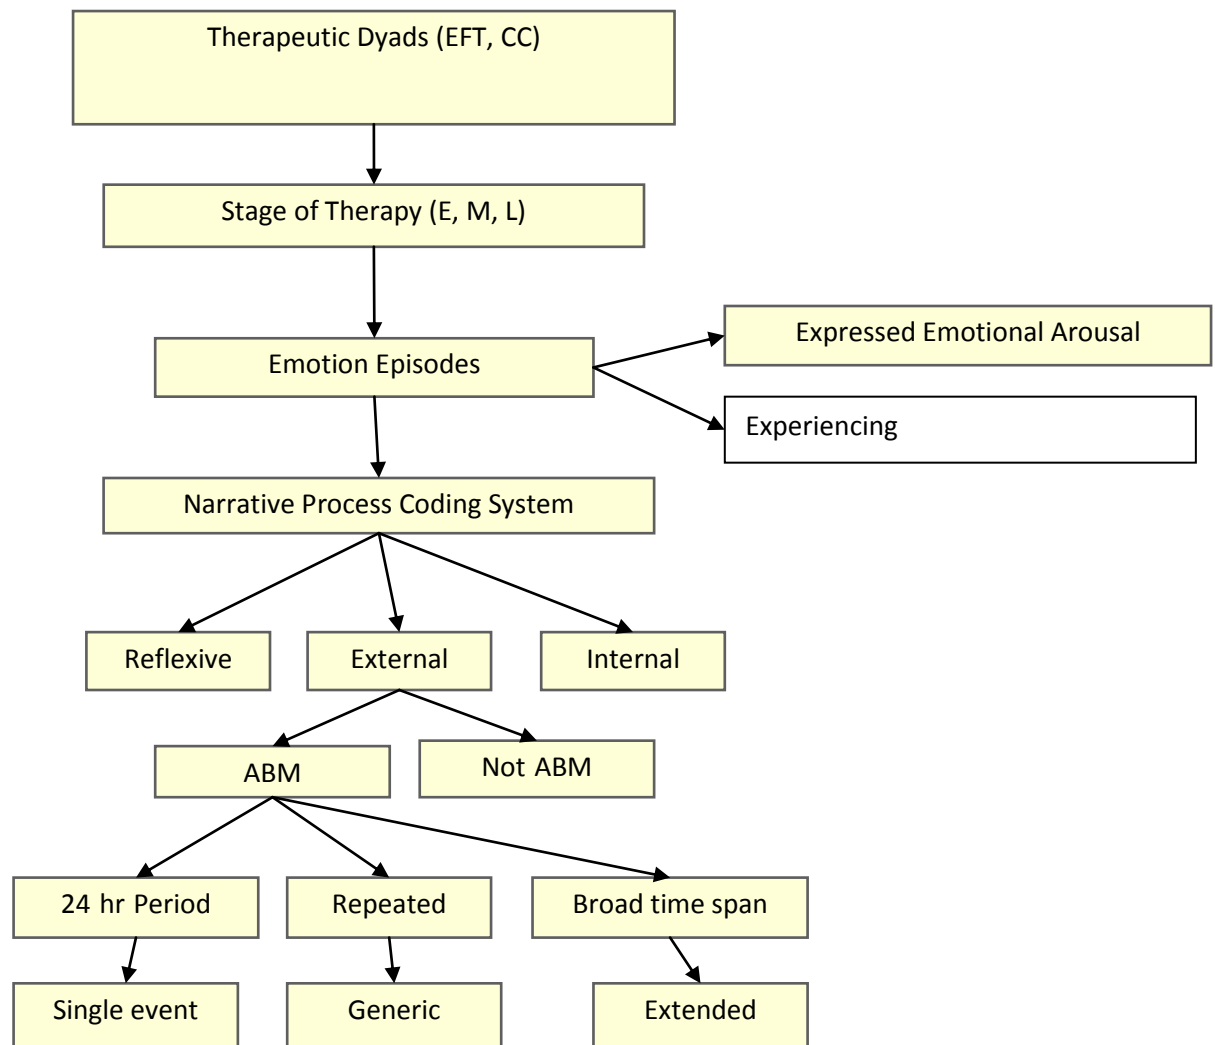 Therapeutic Dyads (EFT, CC)
Stage of Therapy (E, M, L)
Expressed Emotional Arousal
Emotion Episodes
Experiencing
Narrative Process Coding System
Reflexive
External
Internal
ABM
Not ABM
24 hr Period
Repeated
Broad time span
Single event
Generic
Extended